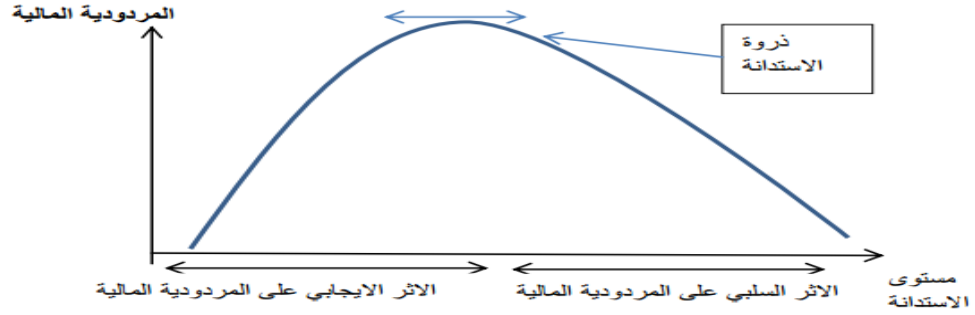 المردودية المالية
ذروة
الاستدانة
الاثر الايجابي على المردودية المالية
الاثر السلبي على المردودية المالية
مستوى
الاستدانة